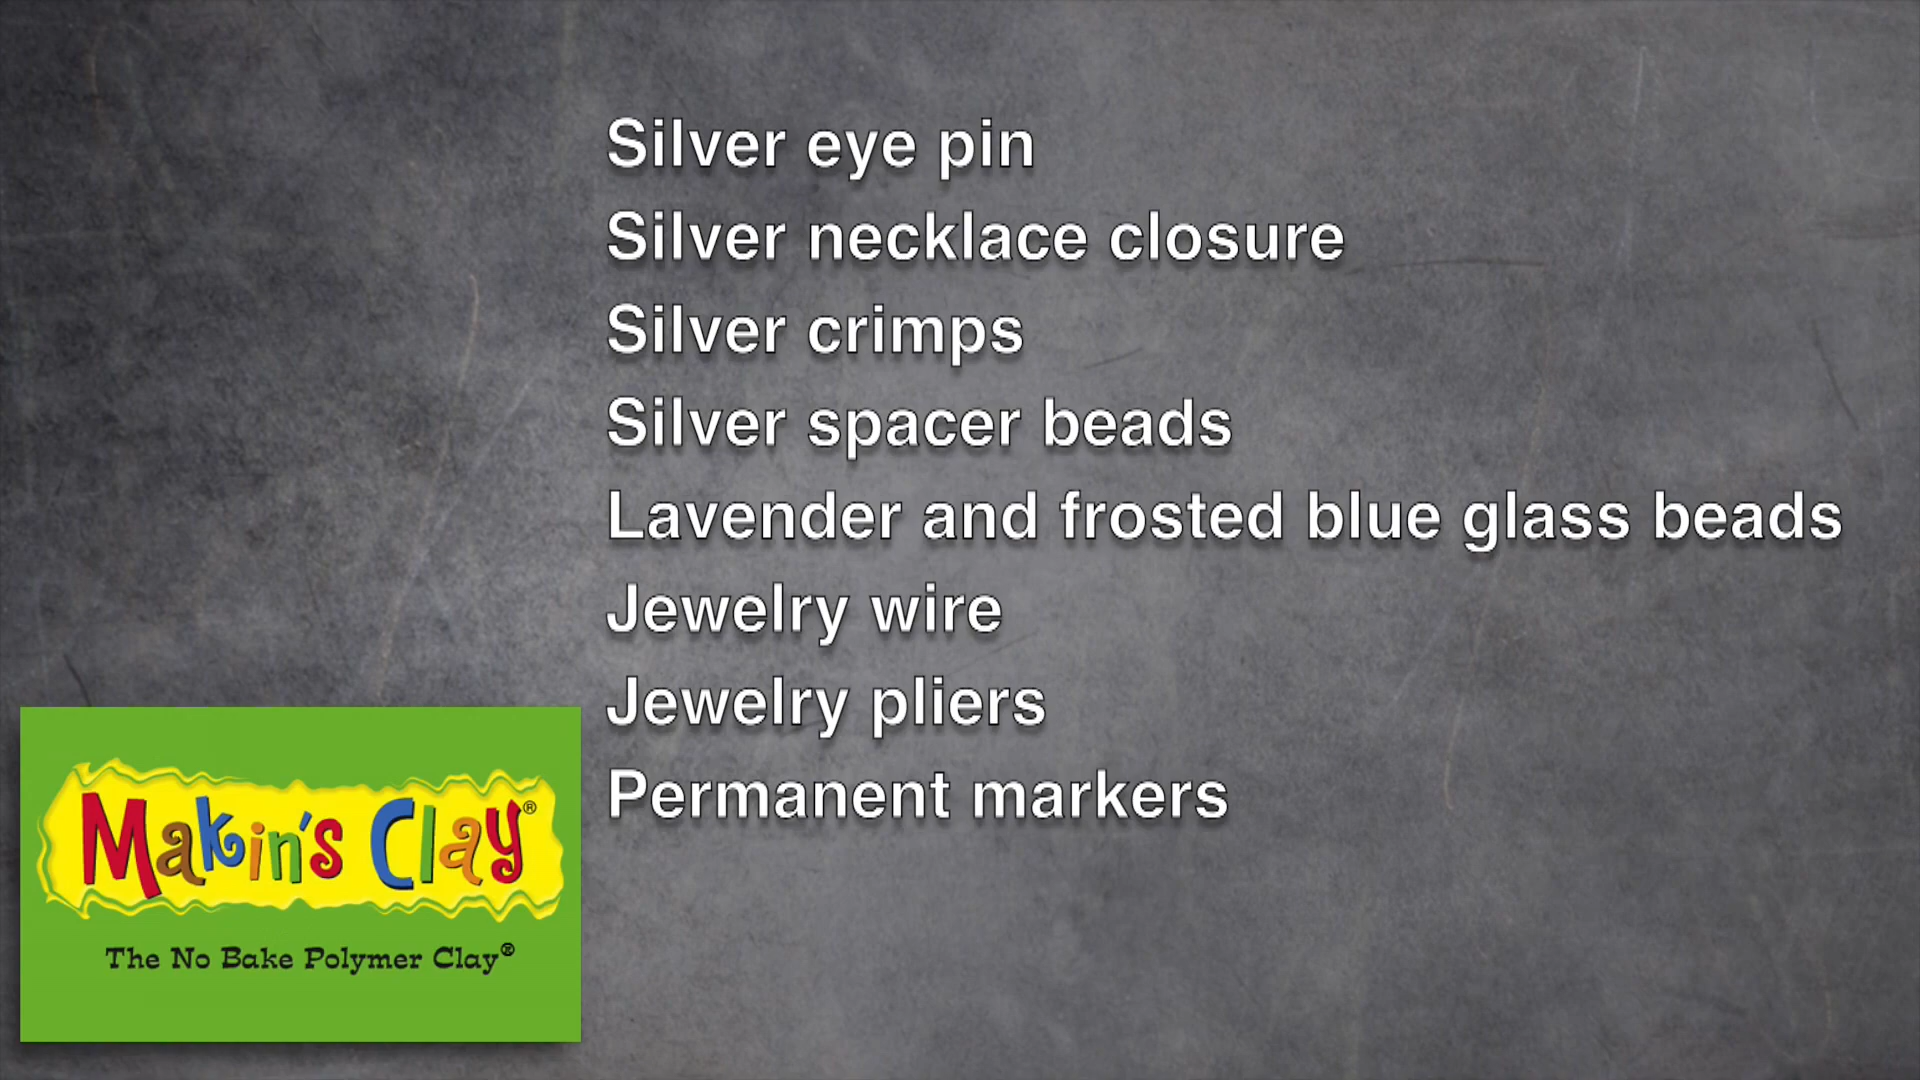 Silver eye pin
Silver necklace closure
Silver crimps
Silver spacer beads
Lavender and frosted blue glass beads
Jewelry wire
Jewelry pliers
Permanent markers
Makin's Clay®
The No Bake Polymer Clay®